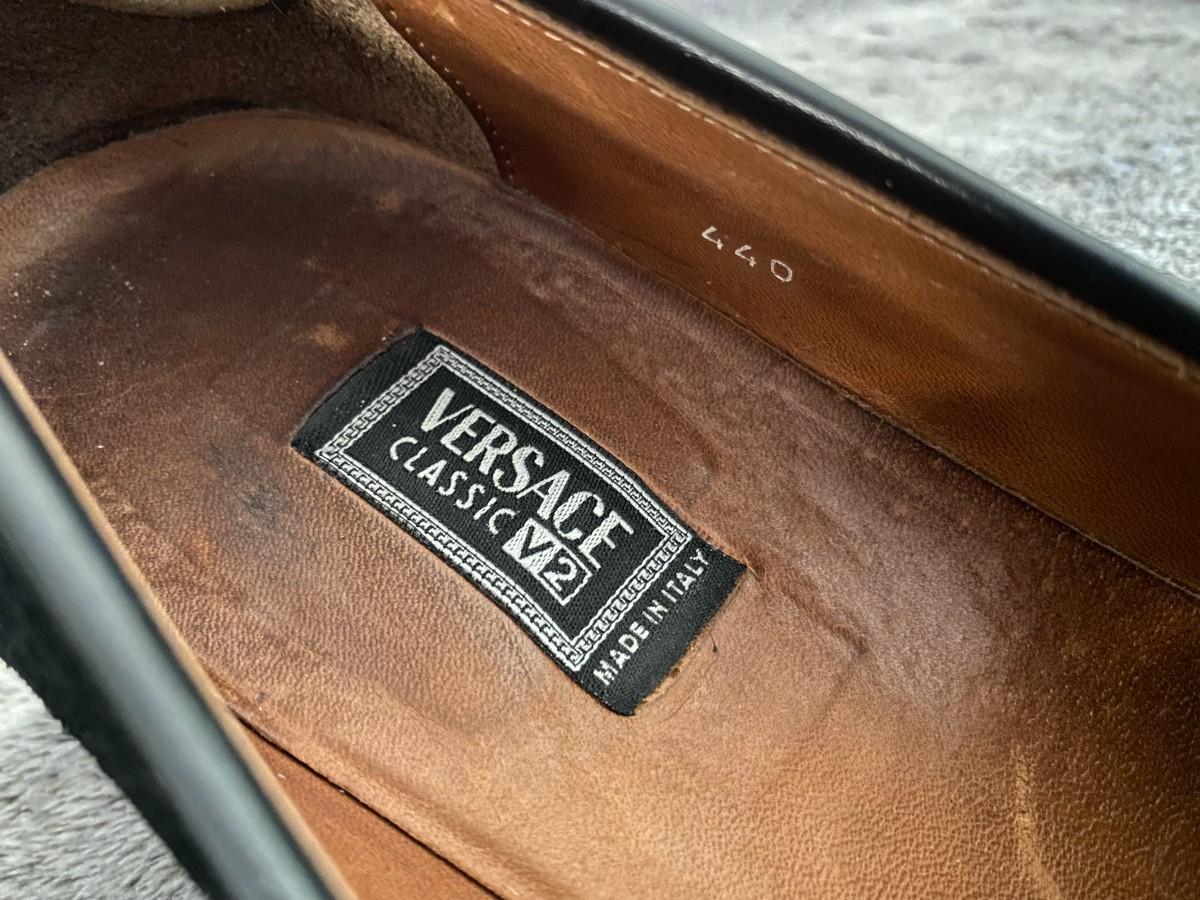 440
VERSACE
CLASSIC V2
MADE IN ITALY